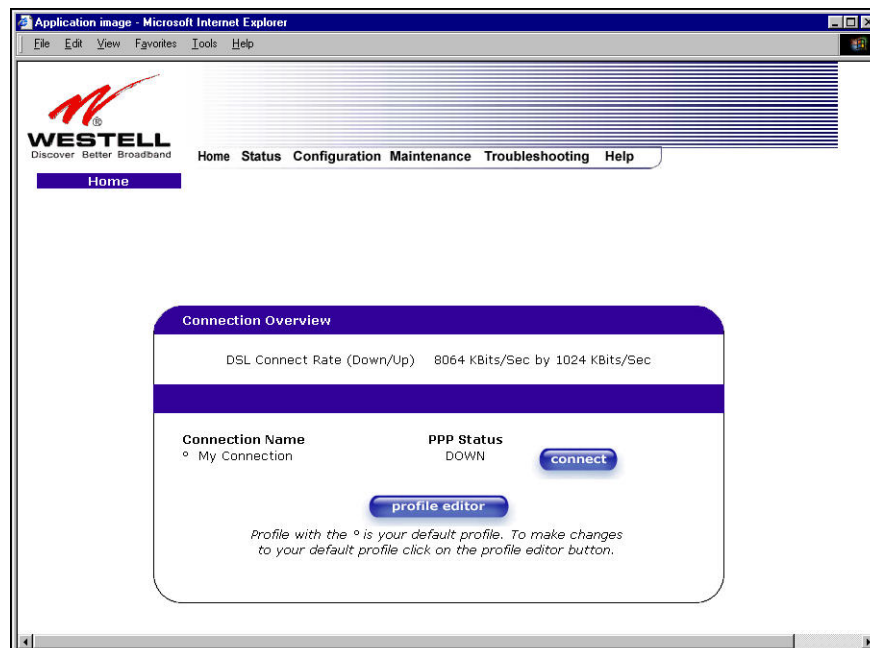 Application image - Microsoft Internet Explorer
File Edit View Favorites Tools Help
WESTELL®
Discover Better Broadband
Home Status Configuration Maintenance Troubleshooting Help
Home
Connection Overview
DSL Connect Rate (Down/Up) 8064 KBits/Sec by 1024 KBits/Sec
Connection Name PPP Status
° My Connection DOWN connect
profile editor
Profile with the ° is your default profile. To make changes
to your default profile click on the profile editor button.